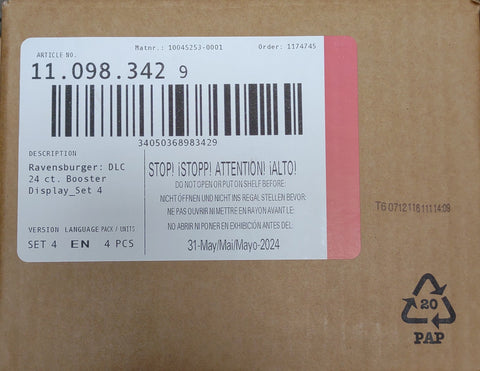 ARTICLE NO.
Matnr.: 10045253-0001
Order: 1174745
11.098.342 9
34050368983429
DESCRIPTION
Ravensburger: DLC
24 ct. Booster
Display_Set 4
VERSION LANGUAGE PACK / UNITS
SET 4 EN 4 PCS
STOP! ¡STOPP! ATTENTION! ¡ALTO!
DO NOT OPEN OR PUT ON SHELF BEFORE:
NICHT ÖFFNEN UND NICHT INS REGAL STELLEN BEVOR:
NE PAS OUVRIR NI METTRE EN RAYON AVANT LE:
NO ABRIR NI PONER EN EXHIBICIÓN ANTES DEL:
31-May/Mai/Mayo-2024
T6 0712116 1114:09
20
PAP